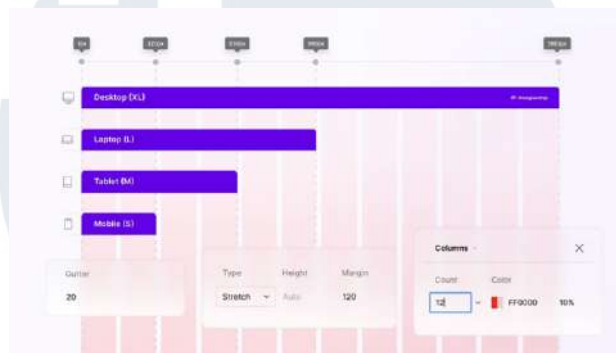 Desktop (XL)
Laptop (L)
Tablet (M)
Mobile (S)
Columns
Gutter
Type Height Margin
Count Color
20
Stretch Auto 120
12 FF0000 10%